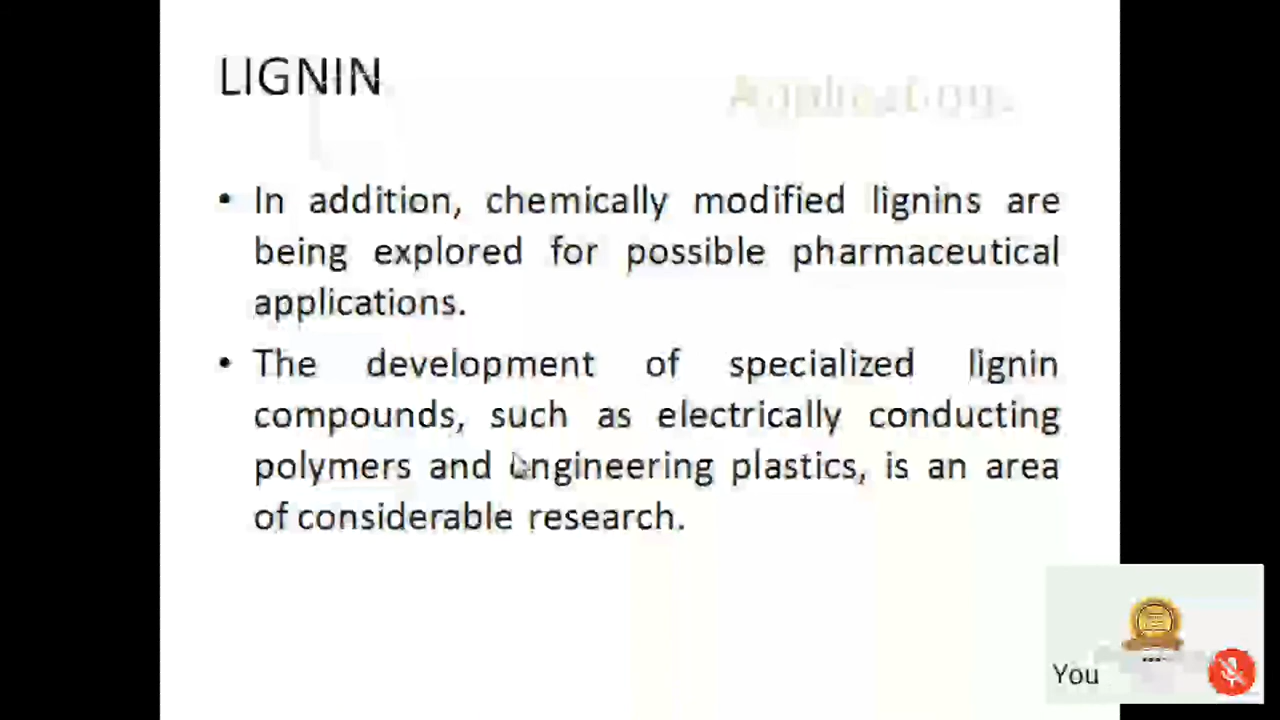 LIGNIN
Applications
• In addition, chemically modified lignins are
being explored for possible pharmaceutical
applications.
• The development of specialized lignin
compounds, such as electrically conducting
polymers and engineering plastics, is an area
of considerable research.
You